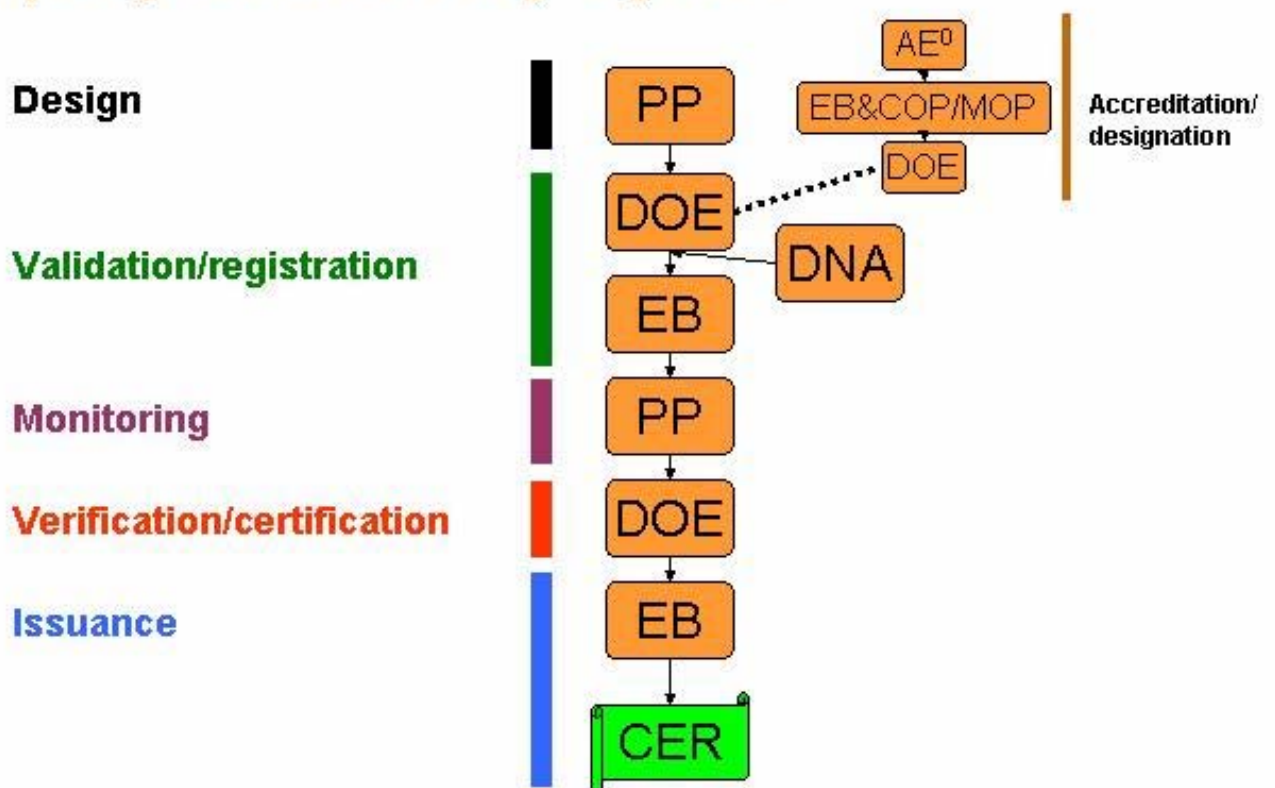 Design
PP
AE⁰
EB&COP/MOP
DOE
Accreditation/
designation
Validation/registration
DOE
DNA
EB
Monitoring
PP
Verification/certification
DOE
Issuance
EB
CER